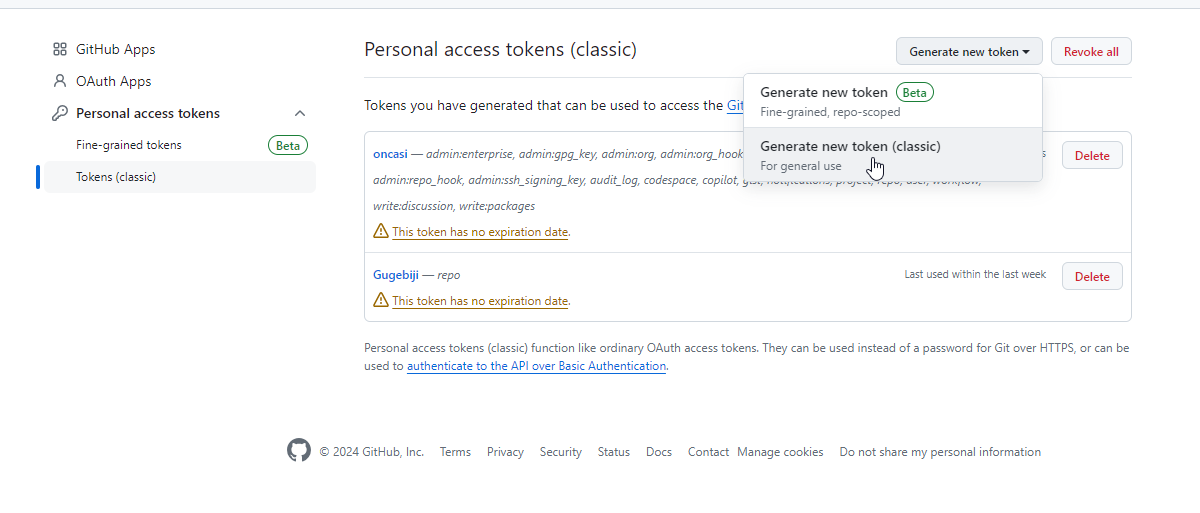 GitHub Apps
OAuth Apps
Personal access tokens
Fine-grained tokens Beta
Tokens (classic)
Personal access tokens (classic)
Generate new token
Revoke all
Generate new token Beta
Fine-grained, repo-scoped
Generate new token (classic)
For general use
Tokens you have generated that can be used to access the
oncasi — admin:enterprise, admin:gpg_key, admin:org, admin:org_hook
Delete
admin:repo_hook, admin:ssh_signing_key, audit_log, codespace, copilot, gist, notifications, project, repo, user, workflow,
write:discussion, write:packages
This token has no expiration date.
Gugebiji — repo
Last used within the last week
Delete
This token has no expiration date.
Personal access tokens (classic) function like ordinary OAuth access tokens. They can be used instead of a password for Git over HTTPS, or can be
used to authenticate to the API over Basic Authentication.
© 2024 GitHub, Inc. Terms Privacy Security Status Docs Contact Manage cookies Do not share my personal information